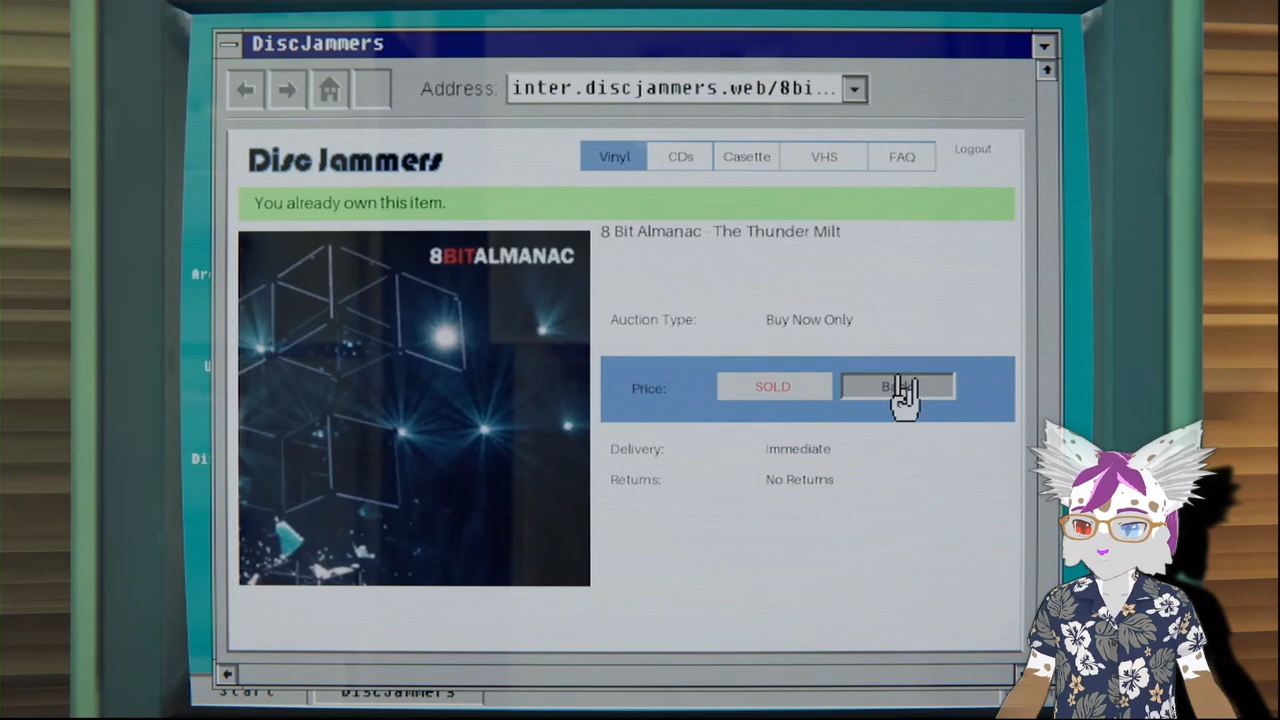 DiscJammers
Address: inter.discjammers.web/8bi...
Disc Jammers
Vinyl CDs Casette VHS FAQ Logout
You already own this item.
8BITALMANAC
8 Bit Almanac - The Thunder Milt
Auction Type: Buy Now Only
Price: SOLD
Delivery: Immediate
Returns: No Returns
Start DiscJammers